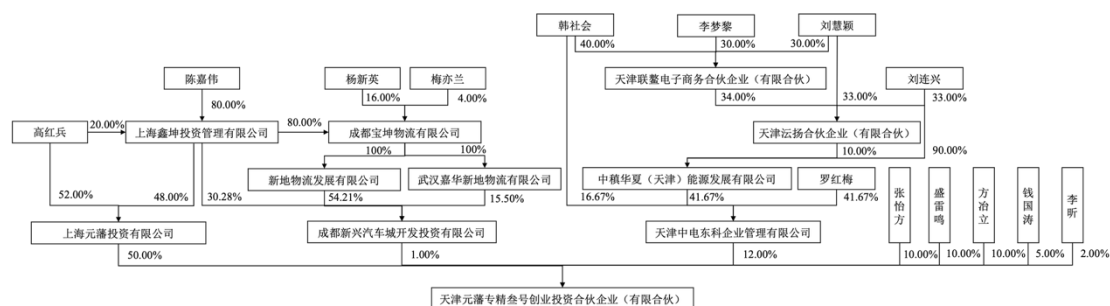 韩社会
李梦黎
刘慧颖
40.00%
30.00%
30.00%
陈嘉伟
杨新英
梅亦兰
天津联鳌电子商务合伙企业（有限合伙）
刘连兴
80.00%
16.00%
4.00%
34.00%
33.00%
33.00%
高红兵
20.00%
上海鑫坤投资管理有限公司
80.00%
成都宝坤物流有限公司
天津沄扬合伙企业（有限合伙）
100%
100%
10.00%
90.00%
新地物流发展有限公司
武汉嘉华新地物流有限公司
中稹华夏（天津）能源发展有限公司
罗红梅
张怡方
盛雷鸣
方冶立
钱国涛
李昕
52.00%
48.00%
30.28%
54.21%
15.50%
16.67%
41.67%
41.67%
上海元藩投资有限公司
成都新兴汽车城开发投资有限公司
天津中电东科企业管理有限公司
50.00%
1.00%
12.00%
10.00%
10.00%
10.00%
5.00%
2.00%
天津元藩专精叁号创业投资合伙企业（有限合伙）